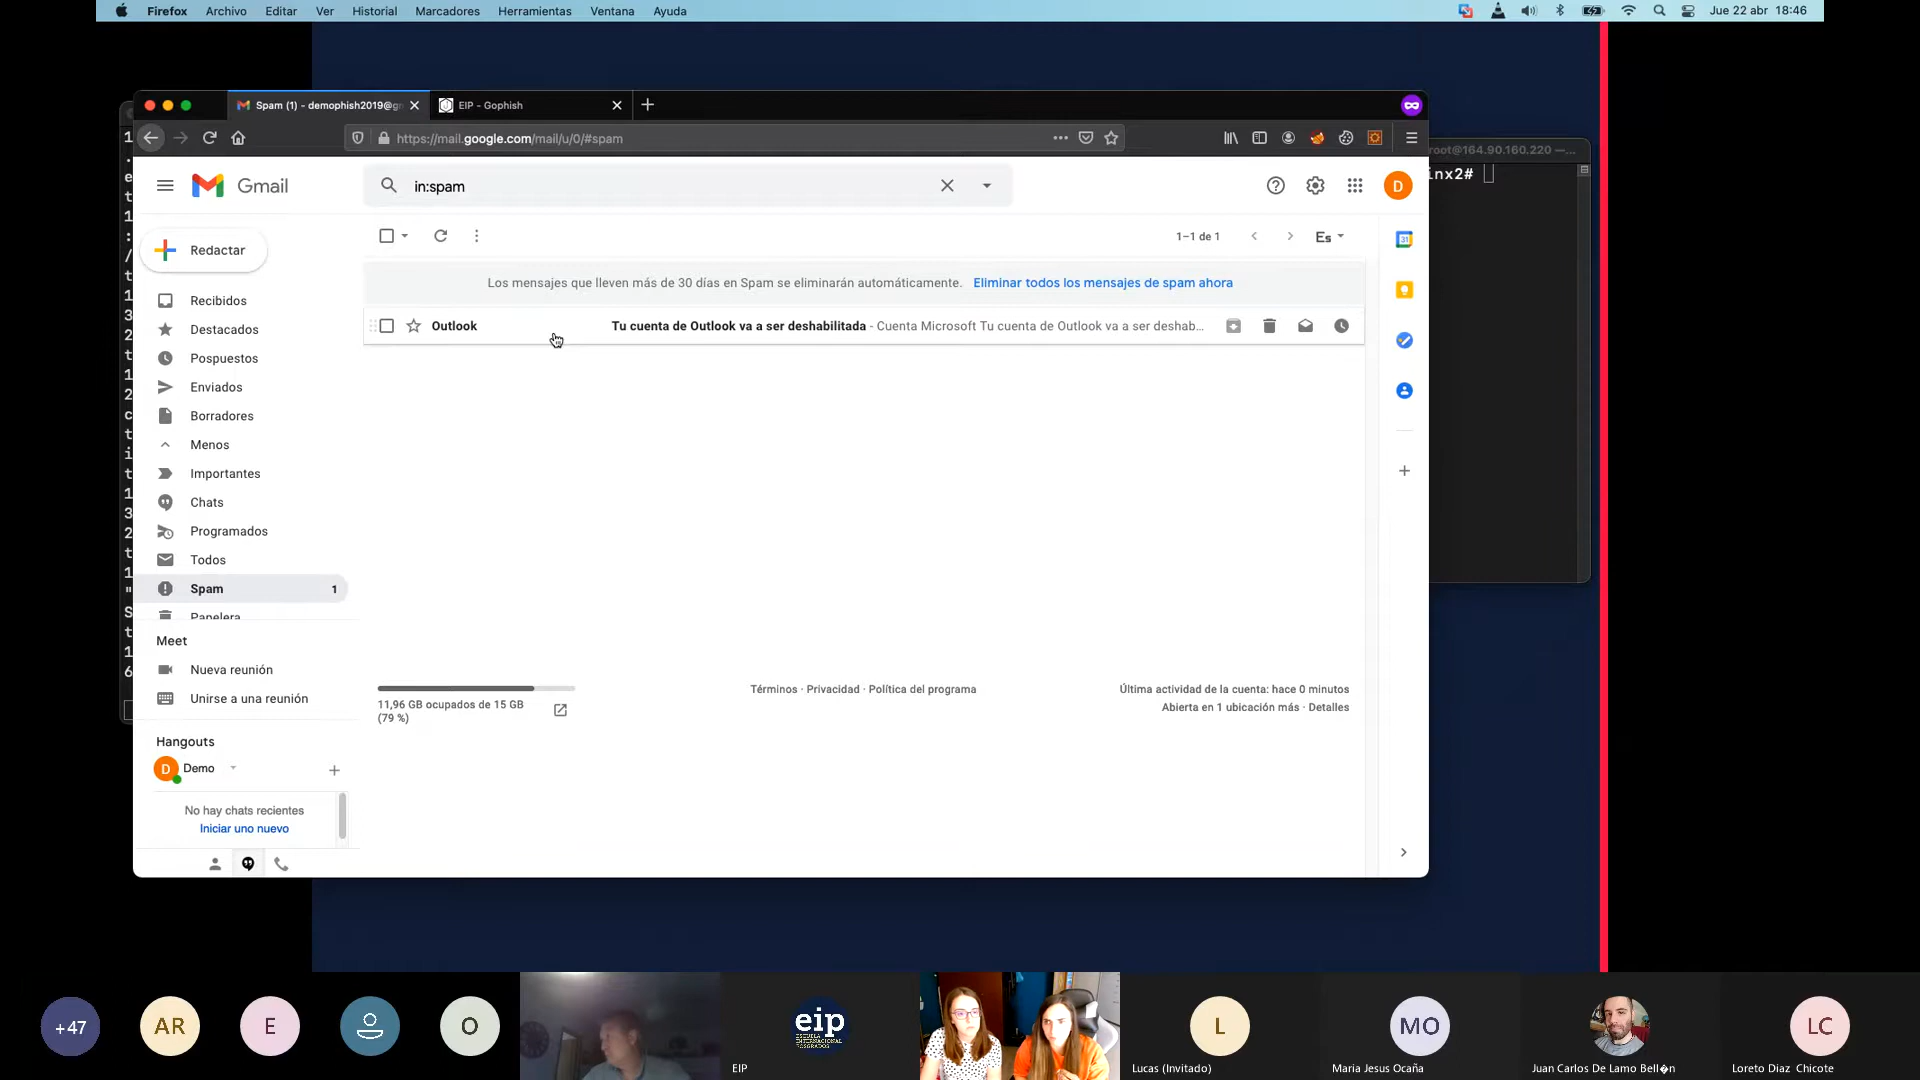 Firefox Archivo Editar Ver Historial Marcadores Herramientas Ventana Ayuda
Jue 22 abr 18:46
Spam (1) - demophish2019@gm
EIP - Gophish
https://mail.google.com/mail/u/0/#spam
root@164.90.160.220 —...
inx2#
Gmail
in:spam
D
Redactar
1–1 de 1
Es
Los mensajes que lleven más de 30 días en Spam se eliminarán automáticamente. Eliminar todos los mensajes de spam ahora
Outlook
Tu cuenta de Outlook va a ser deshabilitada - Cuenta Microsoft Tu cuenta de Outlook va a ser deshab...
31
Recibidos
Destacados
Pospuestos
Enviados
Borradores
Menos
Importantes
Chats
Programados
Todos
Spam 1
Papelera
Meet
Nueva reunión
Unirse a una reunión
11,96 GB ocupados de 15 GB
(79 %)
Términos · Privacidad · Política del programa
Última actividad de la cuenta: hace 0 minutos
Abierta en 1 ubicación más · Detalles
Hangouts
D Demo
No hay chats recientes
Iniciar uno nuevo
+47
AR
E
O
eip
ESCUELA
INTERNACIONAL
POSGRADOS
EIP
L
Lucas (Invitado)
MO
Maria Jesus Ocaña
Juan Carlos De Lamo Bell�n
LC
Loreto Diaz Chicote